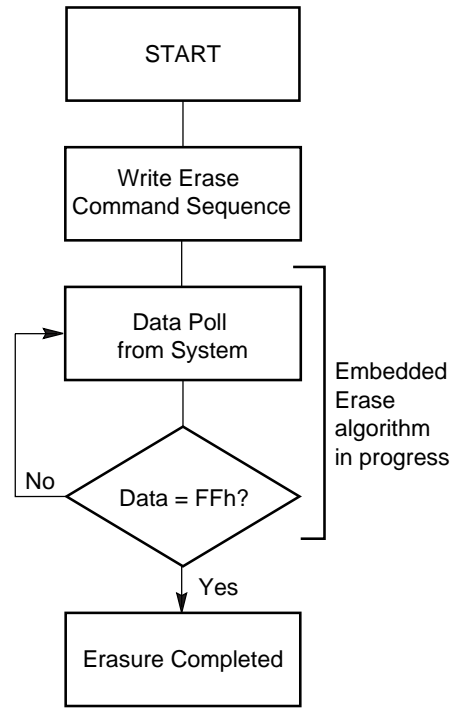 START
Write Erase
Command Sequence
Data Poll
from System
Embedded
Erase
algorithm
in progress
No
Data = FFh?
Yes
Erasure Completed